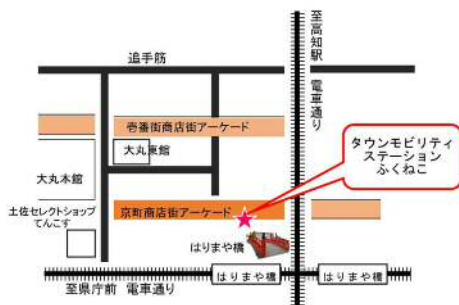 至高知駅
追手筋
電車通り
壱番街商店街アーケード
大丸東館
タウンモビリティ
ステーション
ふくねこ
大丸本館
土佐セレクトショップ
てんこす
京町商店街アーケード
はりまや橋
至県庁前 電車通り
はりまや橋
はりまや橋